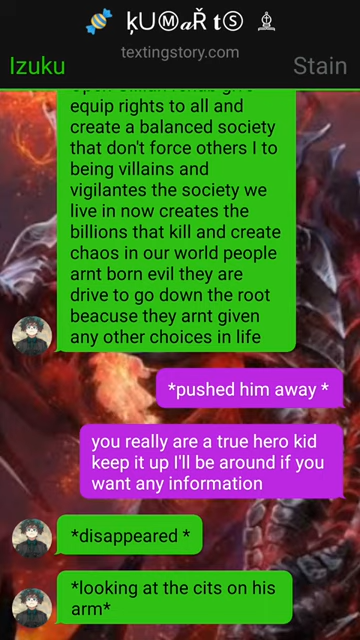 🍬 ķU Ⓜ𝒶Ř 𝐭Ⓢ ♗
textingstory.com
Izuku Stain
equip rights to all and
create a balanced society
that don't force others I to
being villains and
vigilantes the society we
live in now creates the
billions that kill and create
chaos in our world people
arnt born evil they are
drive to go down the root
beacuse they arnt given
any other choices in life
*pushed him away *
you really are a true hero kid
keep it up I'll be around if you
want any information
*disappeared *
*looking at the cits on his
arm*